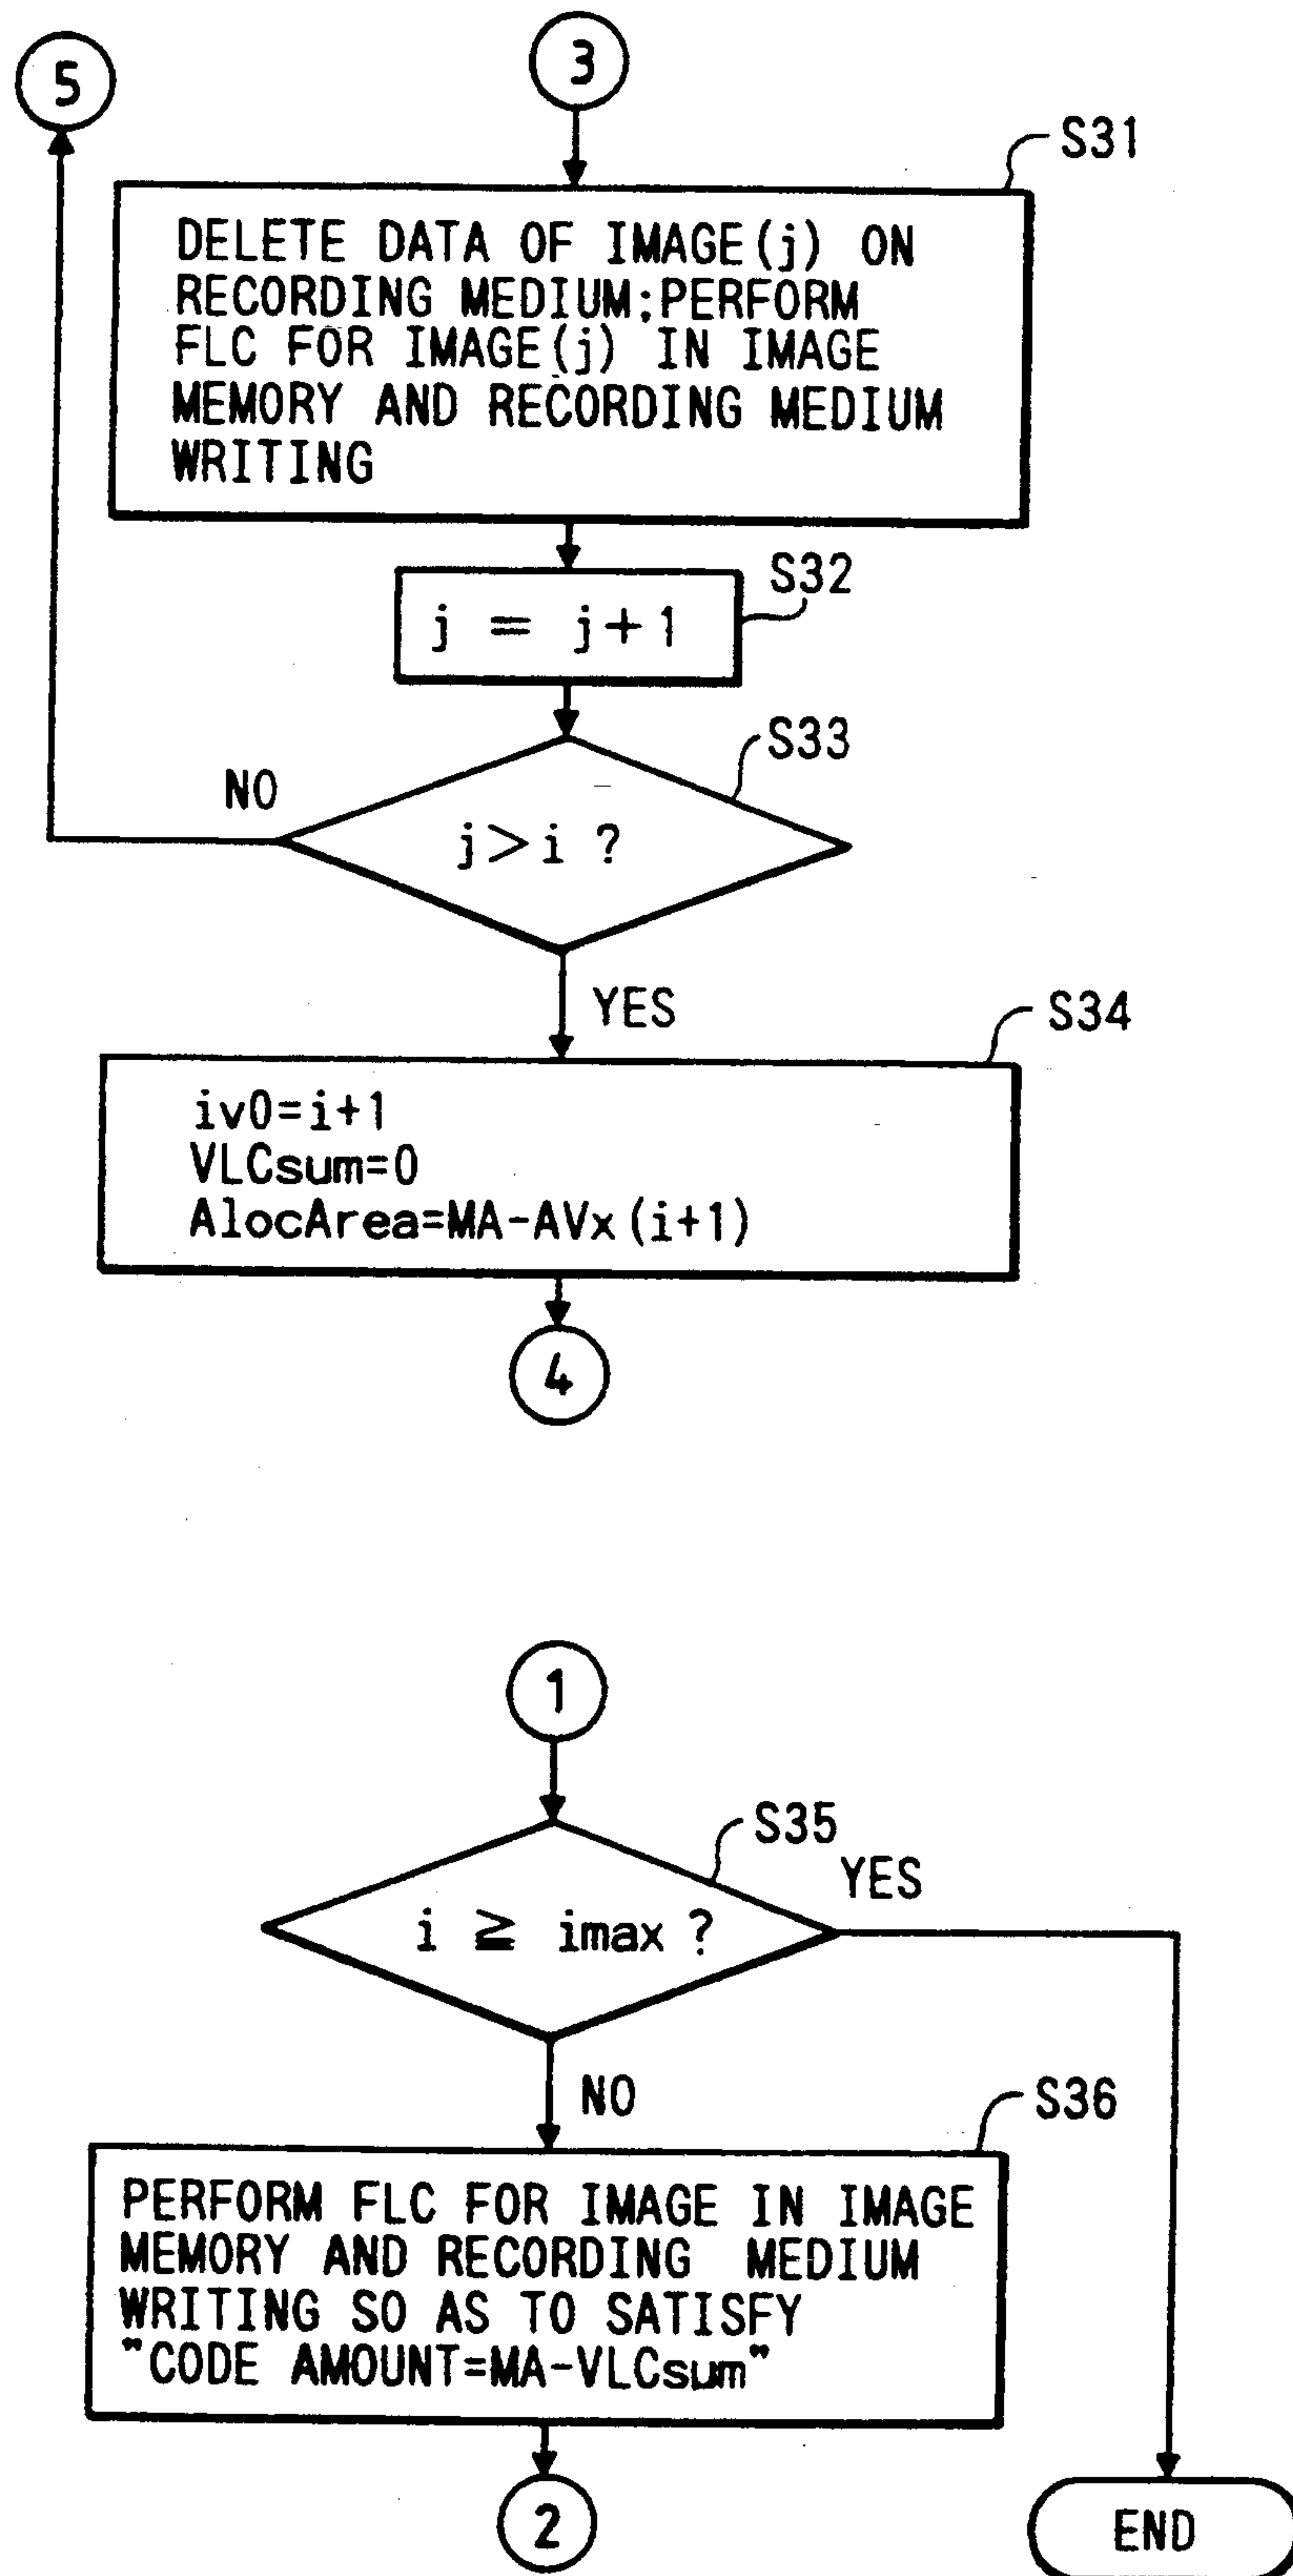 5
3
S31
DELETE DATA OF IMAGE(j) ON
RECORDING MEDIUM;PERFORM
FLC FOR IMAGE(j) IN IMAGE
MEMORY AND RECORDING MEDIUM
WRITING
S32
j = j+1
S33
NO
j>i ?
YES
S34
iv0=i+1
VLCsum=0
AlocArea=MA-AVx(i+1)
4
1
S35
YES
i ≧ imax ?
NO
S36
PERFORM FLC FOR IMAGE IN IMAGE
MEMORY AND RECORDING MEDIUM
WRITING SO AS TO SATISFY
"CODE AMOUNT=MA-VLCsum"
2
END